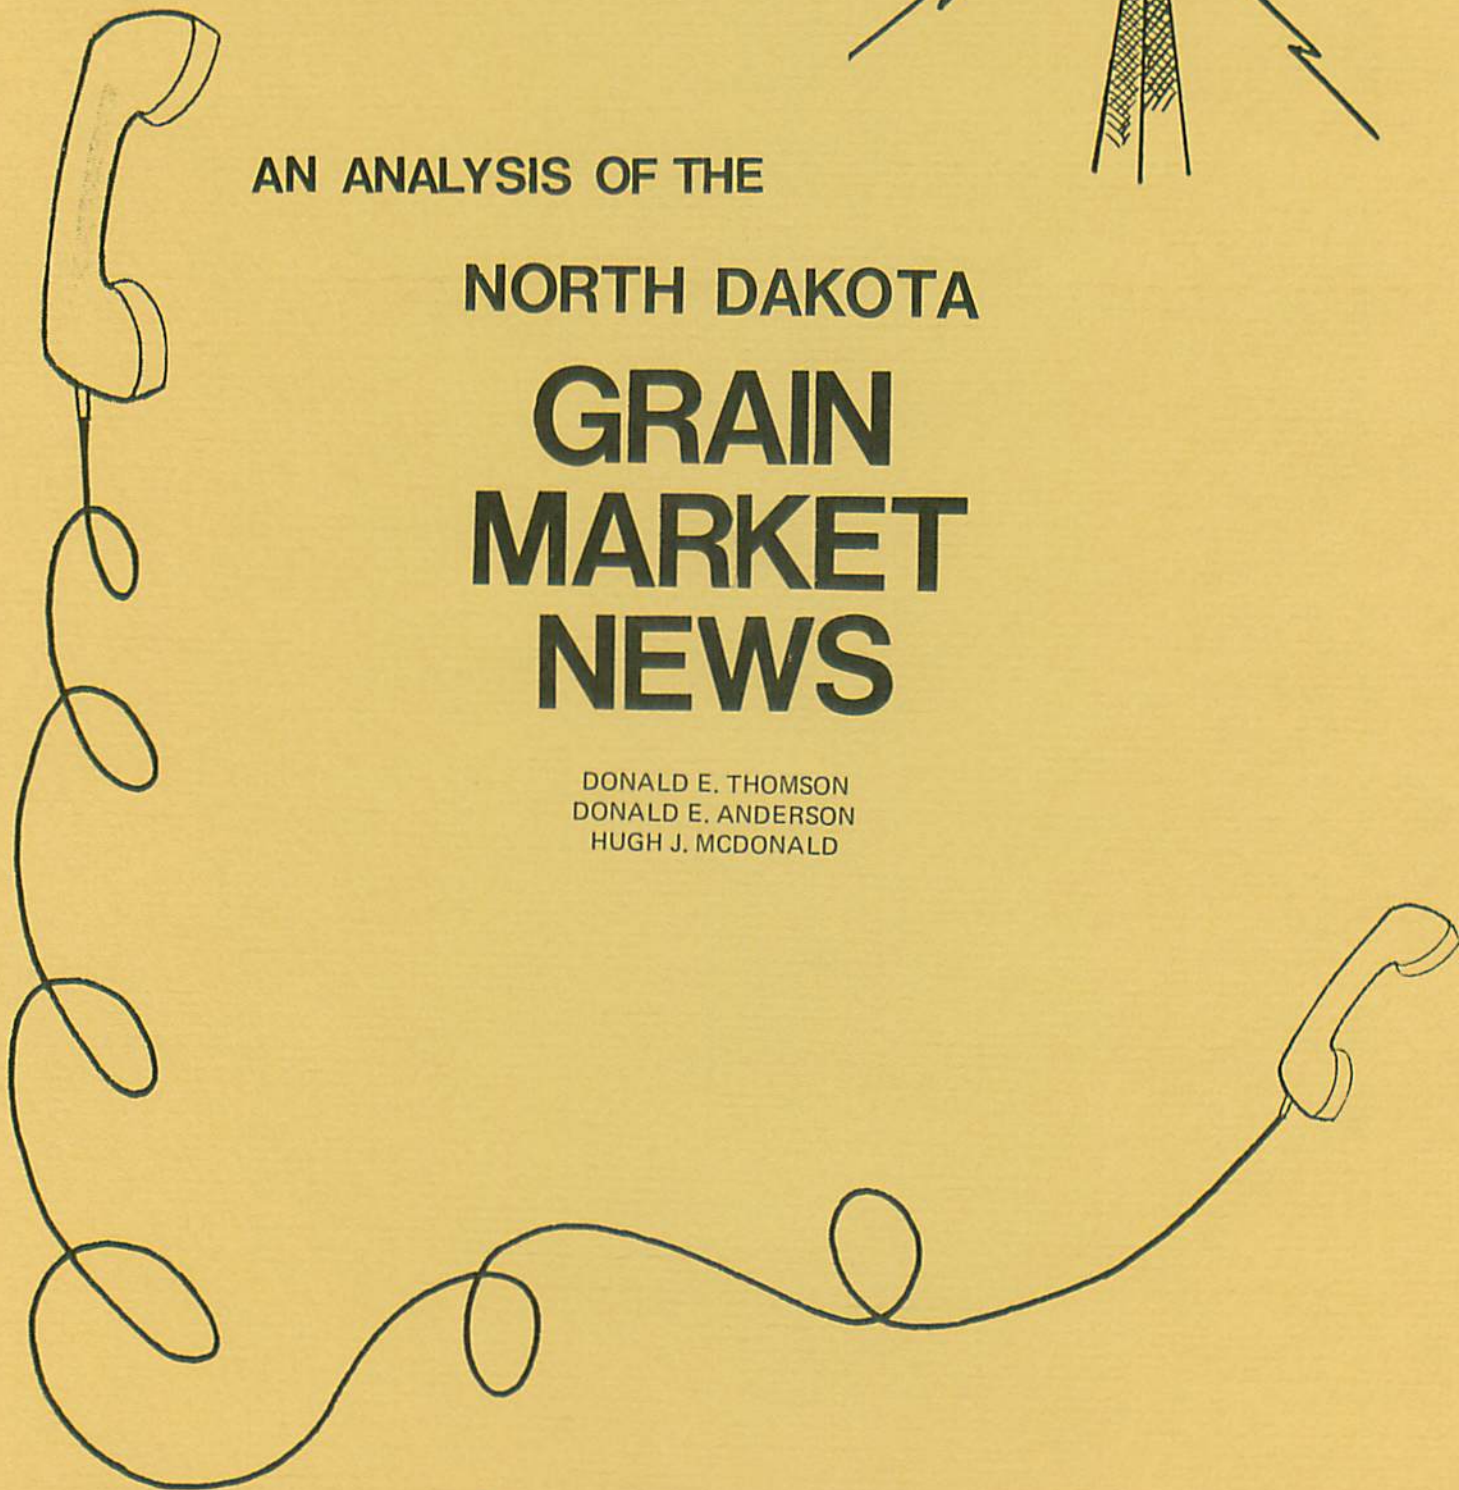 AN ANALYSIS OF THE
NORTH DAKOTA
GRAIN
MARKET
NEWS
DONALD E. THOMSON
DONALD E. ANDERSON
HUGH J. MCDONALD